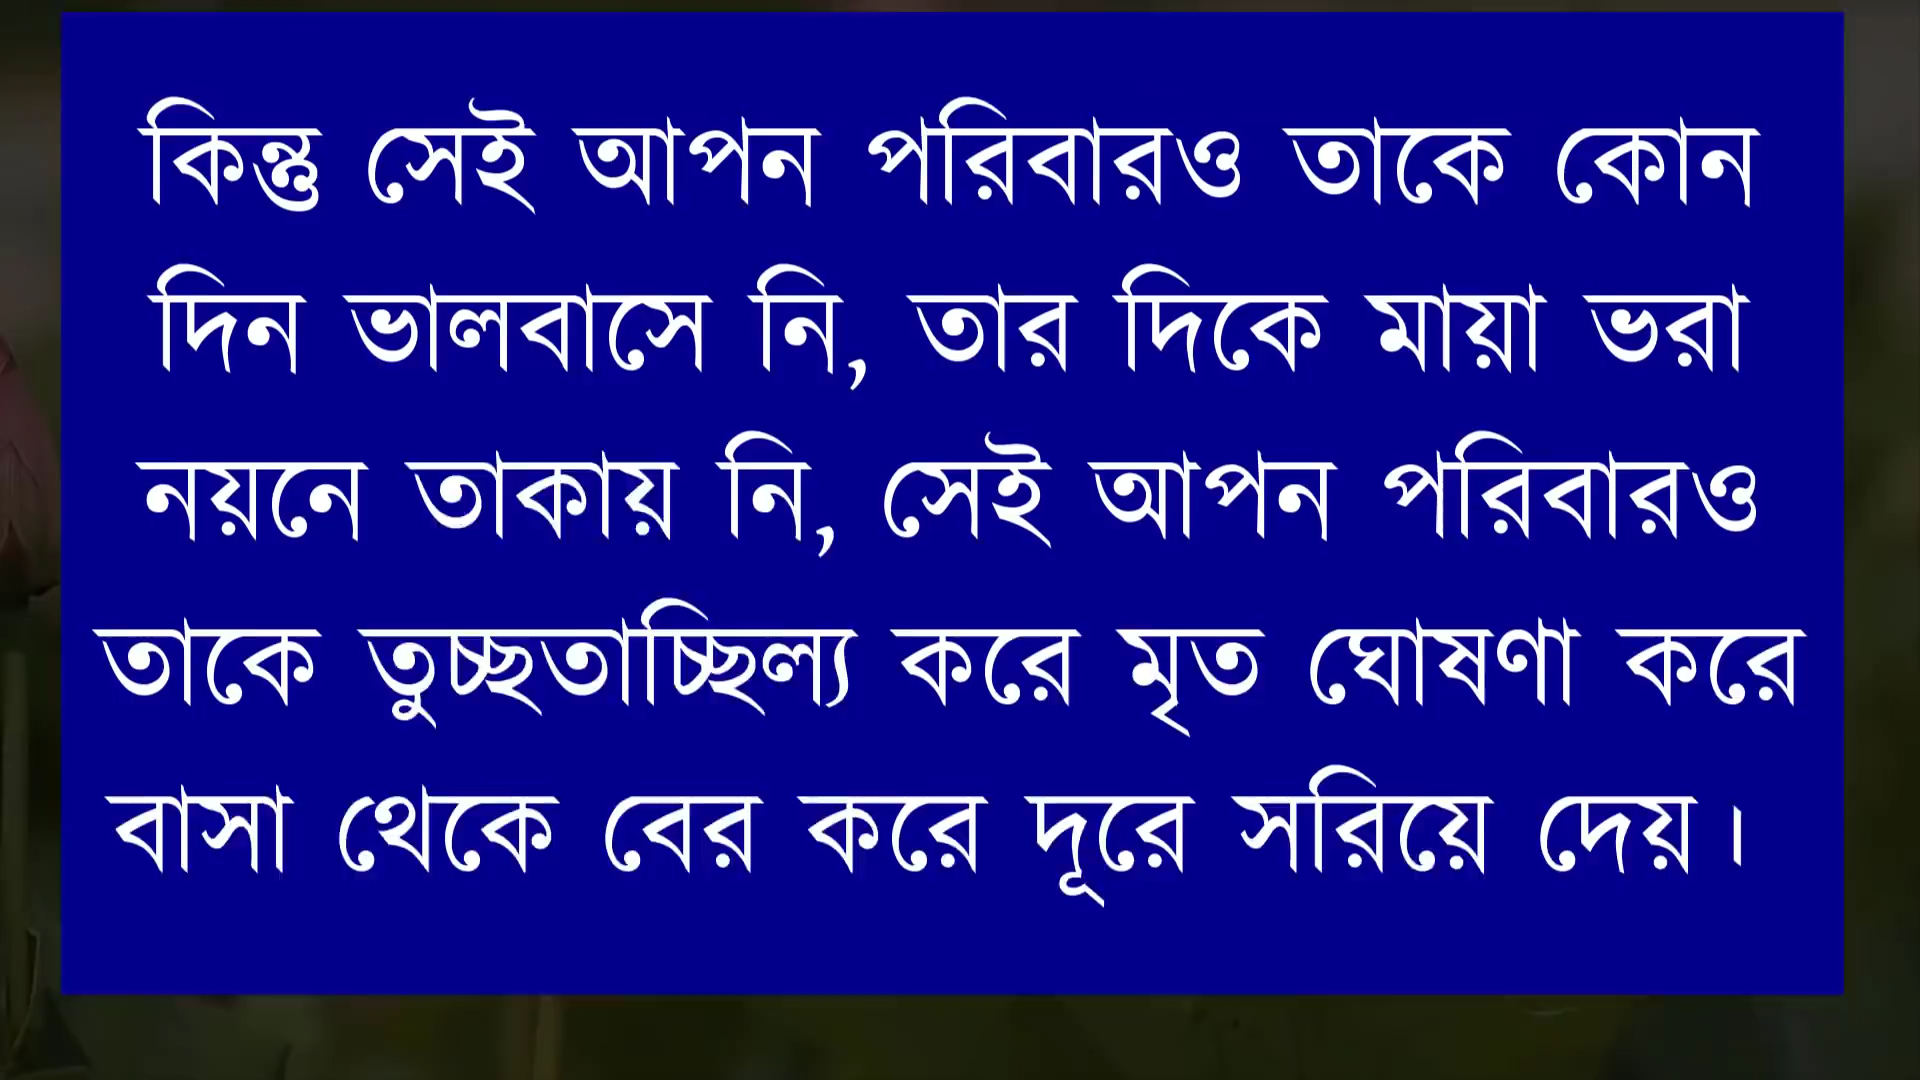 কিন্তু সেই আপন পরিবারও তাকে কোন
দিন ভালবাসে নি, তার দিকে মায়া ভরা
নয়নে তাকায় নি, সেই আপন পরিবারও
তাকে তুচ্ছতাচ্ছিল্য করে মৃত ঘোষণা করে
বাসা থেকে বের করে দূরে সরিয়ে দেয়।